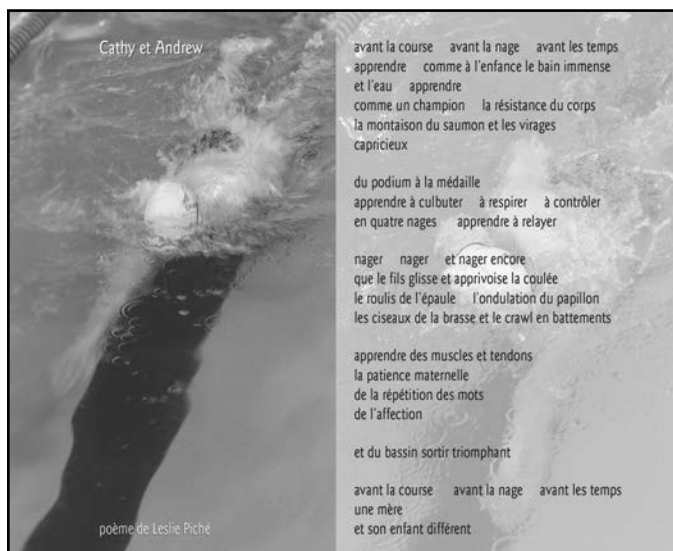 Cathy et Andrew
poème de Leslie Piché
avant la course avant la nage avant les temps
apprendre comme à l'enfance le bain immense
et l'eau apprendre
comme un champion la résistance du corps
la montaison du saumon et les virages
capricieux
du podium à la médaille
apprendre à culbuter à respirer à contrôler
en quatre nages apprendre à relayer
nager nager et nager encore
que le fils glisse et apprivoise la coulée
le roulis de l'épaule l'ondulation du papillon
les ciseaux de la brasse et le crawl en battements
apprendre des muscles et tendons
la patience maternelle
de la répétition des mots
de l'affection
et du bassin sortir triomphant
avant la course avant la nage avant les temps
une mère
et son enfant différent